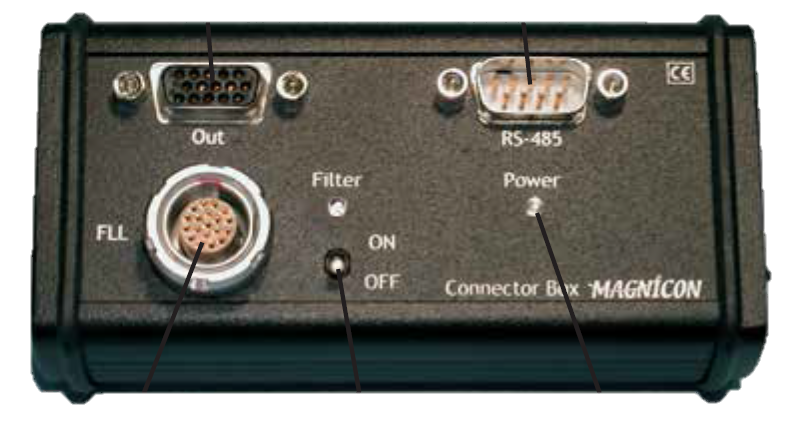 CE
Out
RS-485
Filter
Power
FLL
ON
OFF
Connector Box MAGNICON